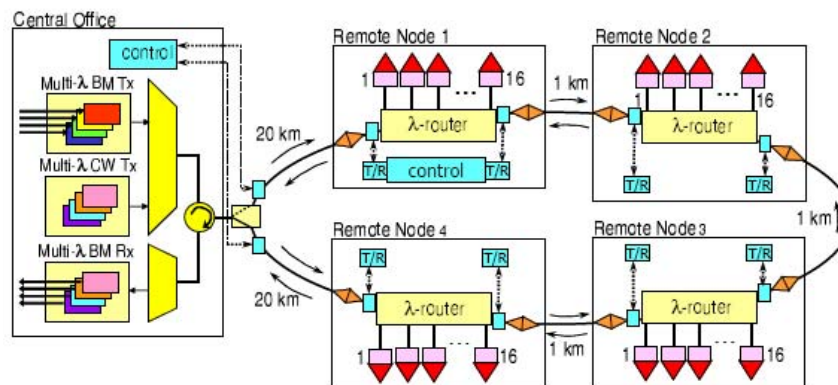 Central Office
control
Multi-λ BM Tx
Multi-λ CW Tx
Multi-λ BM Rx
20 km
20 km
Remote Node 1
1
...
16
λ-router
T/R
control
T/R
1 km
Remote Node 2
1
...
16
λ-router
T/R
T/R
1 km
Remote Node 4
T/R
T/R
λ-router
1
...
16
1 km
Remote Node 3
T/R
T/R
λ-router
1
...
16